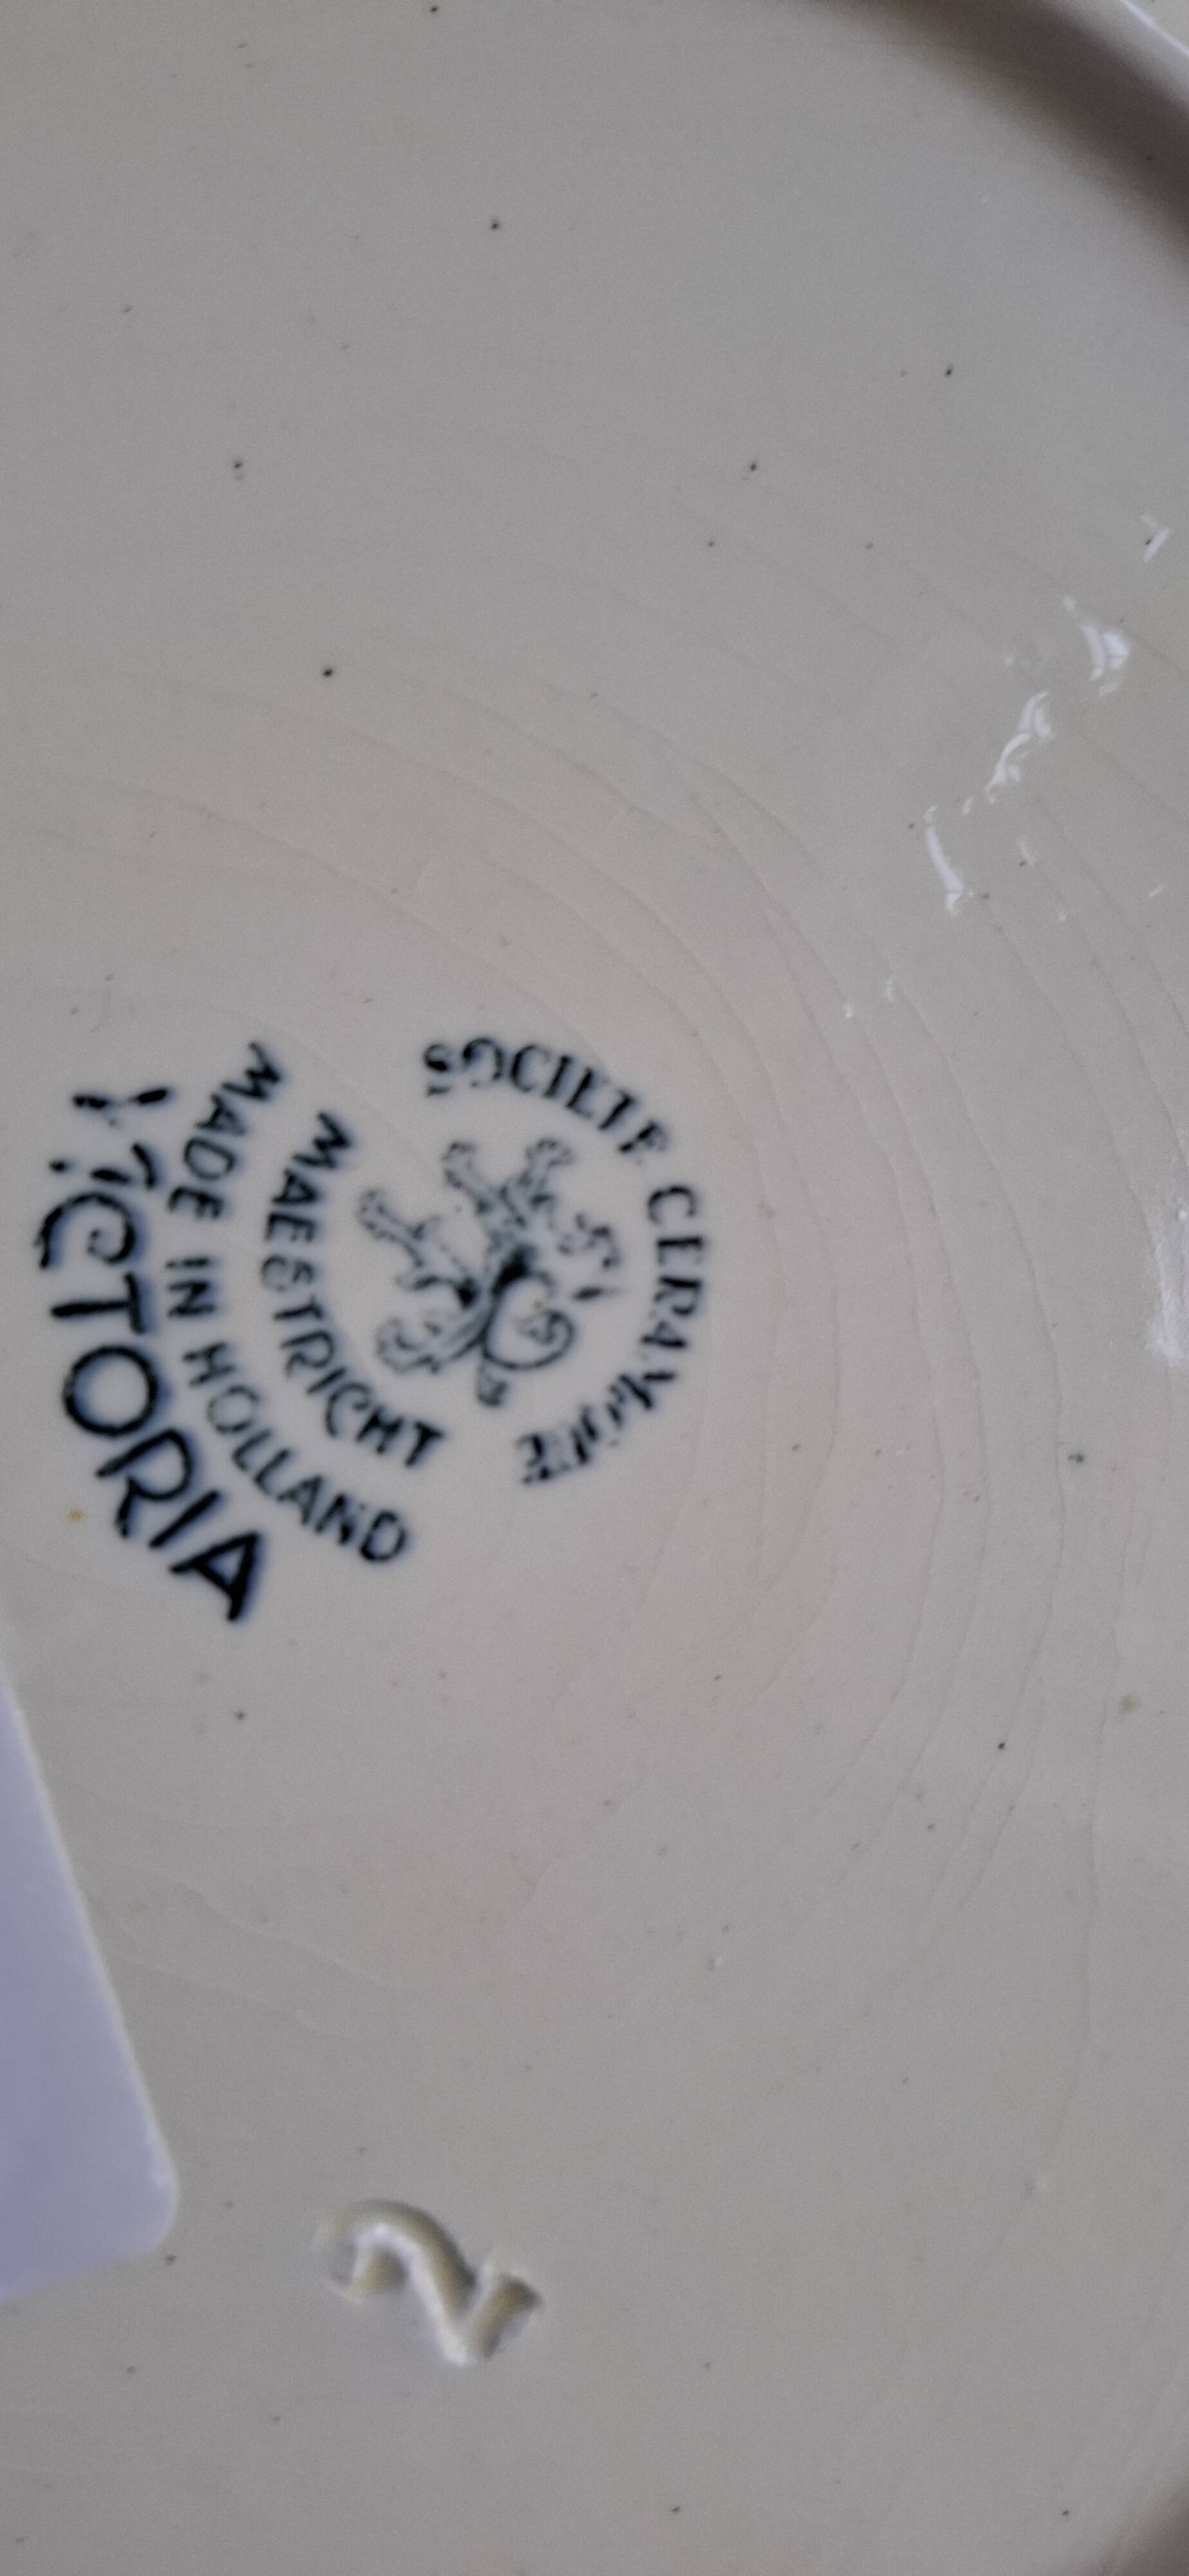 SOCIETE CERAMIQUE
MAESTRICHT
MADE IN HOLLAND
VICTORIA
2